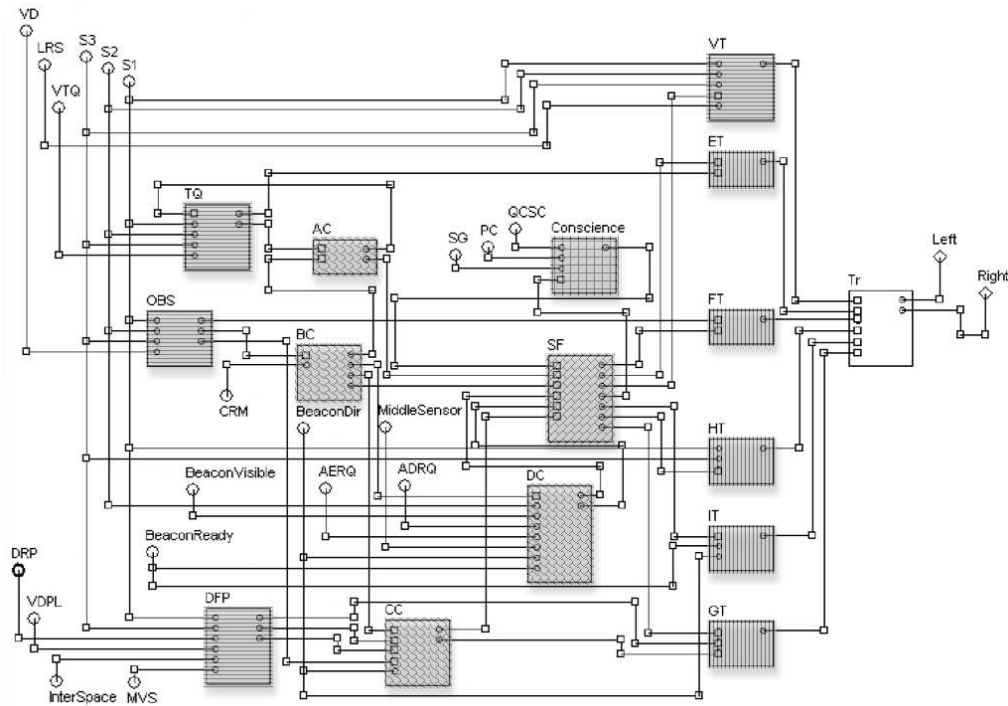 VD
LRS
VTQ
S3
S2
S1
VT
ET
TQ
AC
QCSC
PC
SG
Conscience
Left
Right
Tr
OBS
BC
FT
SF
CRM
BeaconDir
MiddleSensor
HT
BeaconVisible
AERQ
ADRQ
DC
BeaconReady
IT
DRP
VDPL
DFP
CC
GT
InterSpace
MVS